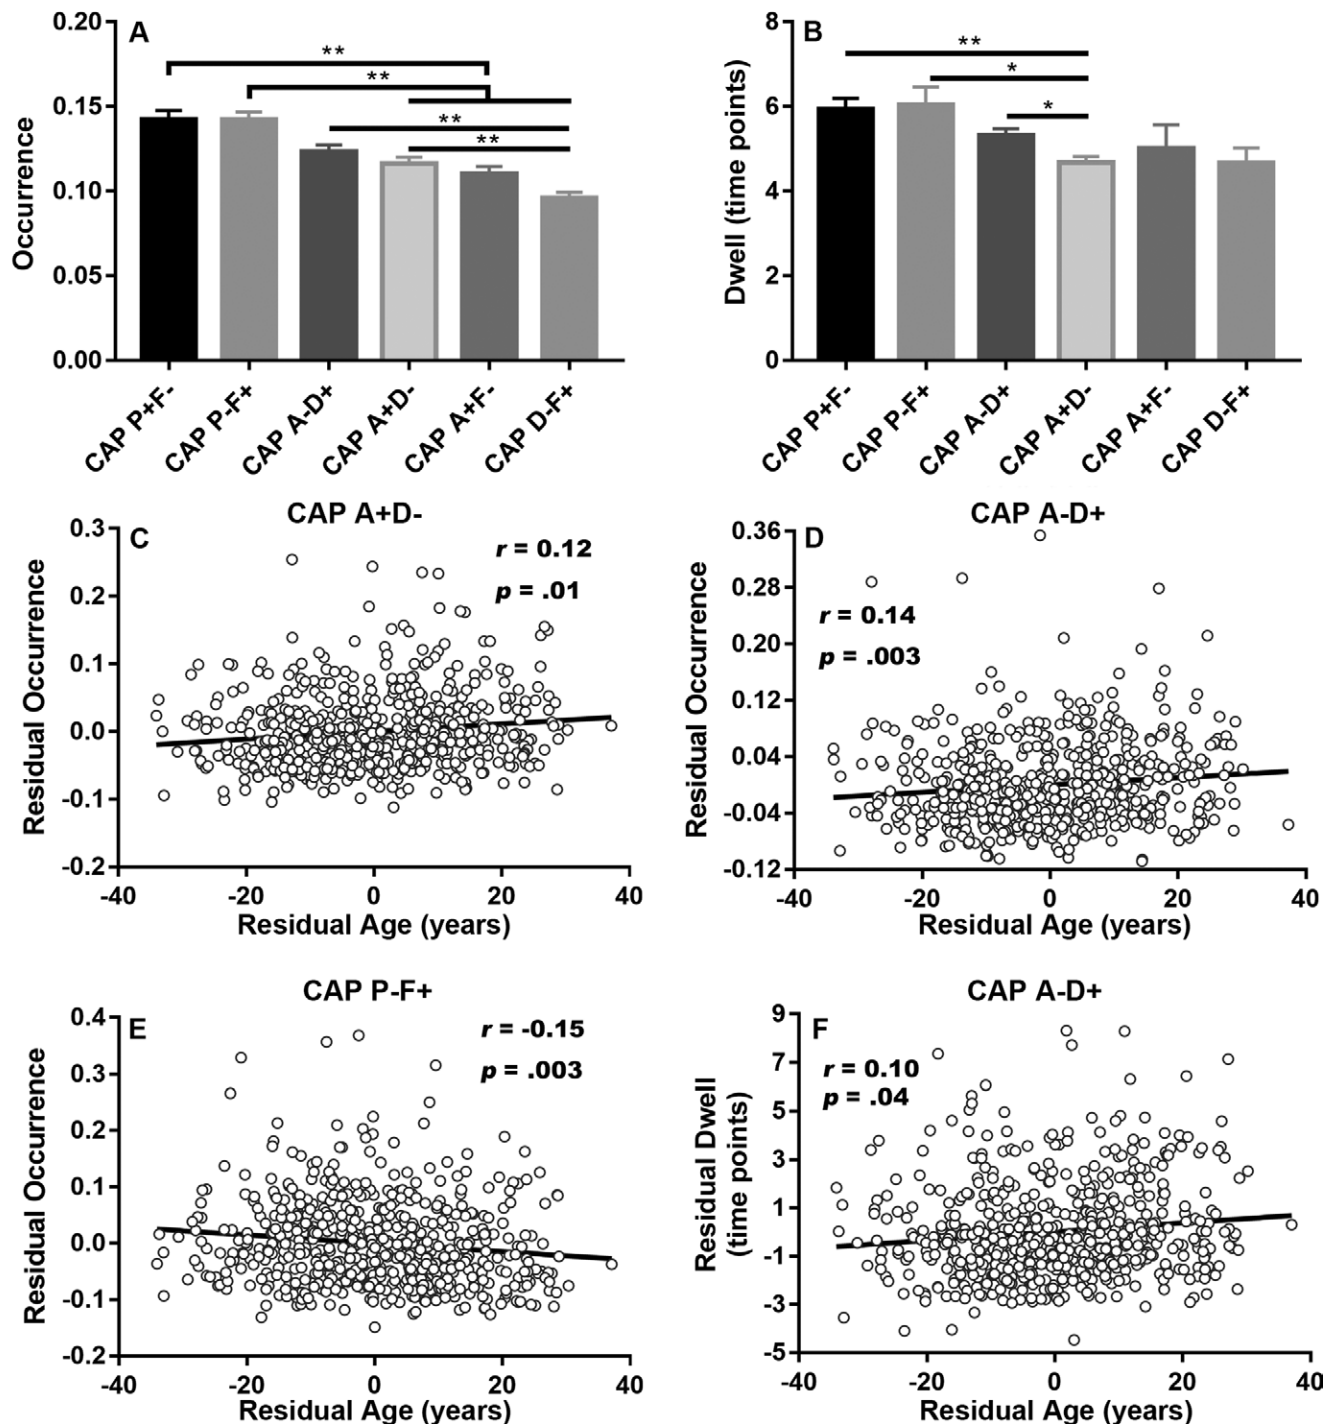 A
Occurrence
0.20
0.15
0.10
0.05
0.00
**
**
**
**
CAP P+F-
CAP P-F+
CAP A-D+
CAP A+D-
CAP A+F-
CAP D-F+
B
Dwell (time points)
8
6
4
2
0
**
*
*
CAP P+F-
CAP P-F+
CAP A-D+
CAP A+D-
CAP A+F-
CAP D-F+
CAP A+D-
C
r = 0.12
p = .01
Residual Occurrence
0.3
0.2
0.1
0.0
-0.1
-0.2
-40
-20
0
20
40
Residual Age (years)
CAP A-D+
D
r = 0.14
p = .003
Residual Occurrence
0.36
0.28
0.20
0.12
0.04
-0.04
-0.12
-40
-20
0
20
40
Residual Age (years)
CAP P-F+
E
r = -0.15
p = .003
Residual Occurrence
0.4
0.3
0.2
0.1
0.0
-0.1
-0.2
-40
-20
0
20
40
Residual Age (years)
CAP A-D+
F
r = 0.10
p = .04
Residual Dwell
(time points)
9
7
5
3
1
-1
-3
-5
-40
-20
0
20
40
Residual Age (years)